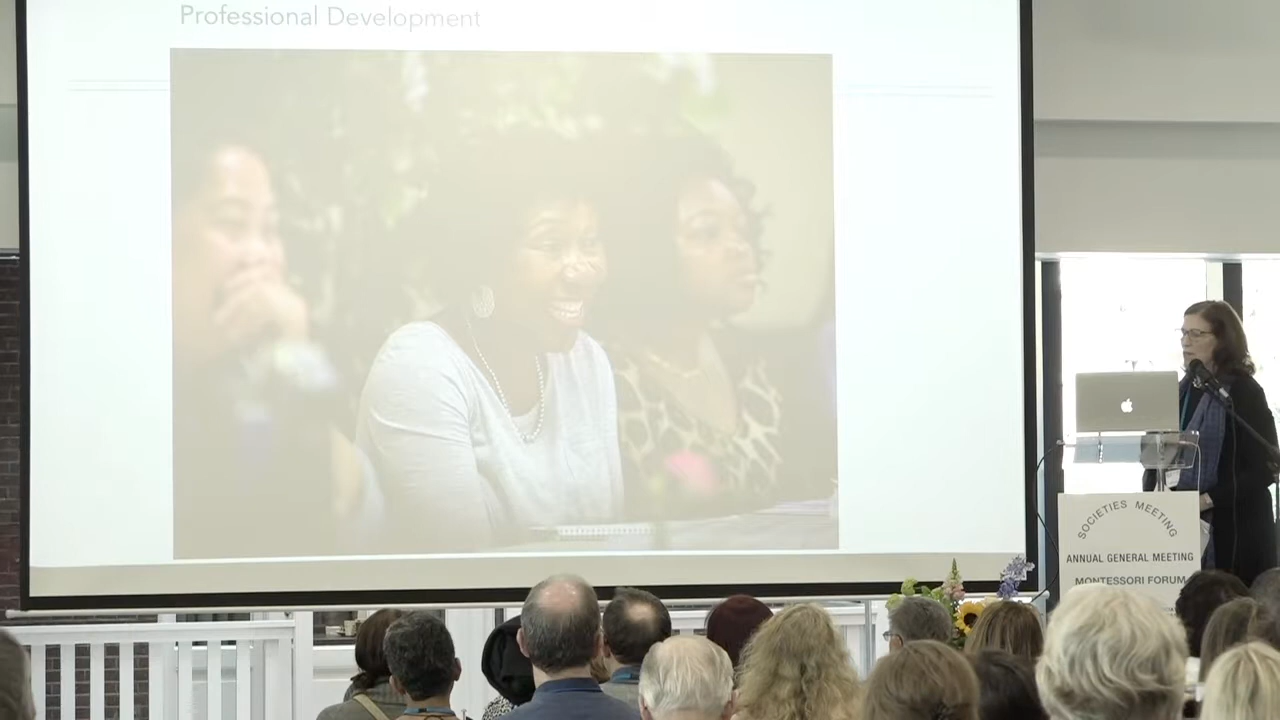 Professional Development
SOCIETIES MEETING
ANNUAL GENERAL MEETING
MONTESSORI FORUM